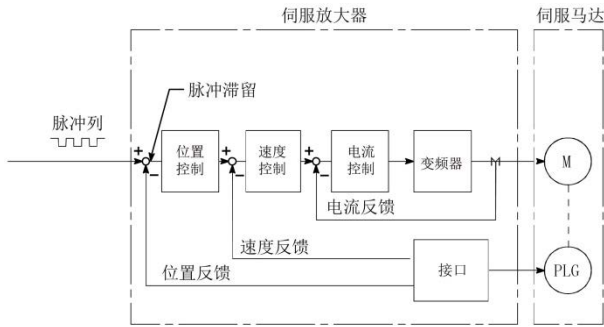 伺服放大器
伺服马达
脉冲滞留
脉冲列
+
+
+
位置
控制
速度
控制
电流
控制
变频器
M
-
-
-
电流反馈
速度反馈
位置反馈
接口
PLG